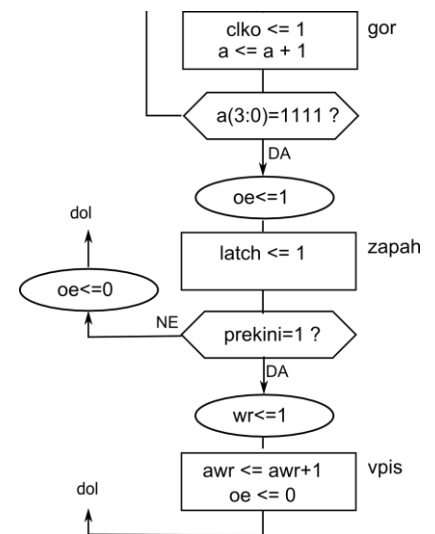 clko <= 1
a <= a + 1
gor
a(3:0)=1111 ?
DA
oe<=1
dol
latch <= 1
zapah
oe<=0
NE
prekini=1 ?
DA
wr<=1
awr <= awr+1
oe <= 0
vpis
dol